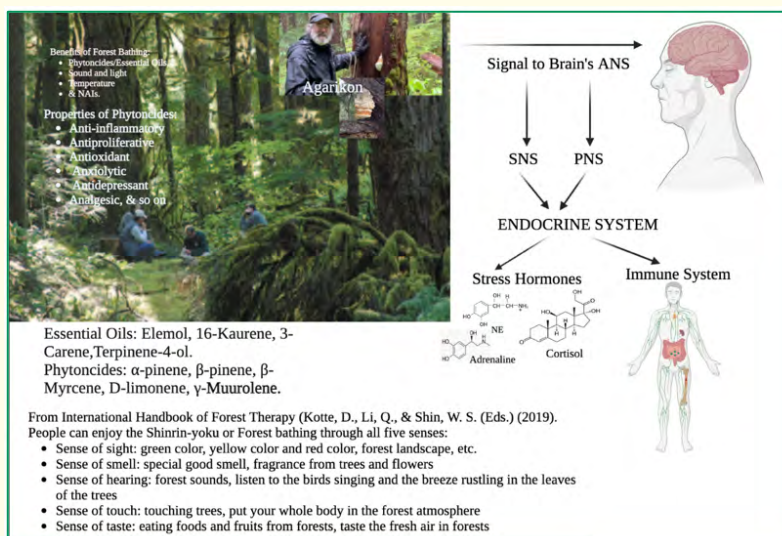 Benefits of Forest Bathing:
• Phytoncides/Essential Oils.
• Sound and light
• Temperature
• & NAIs.
Properties of Phytoncides:
• Anti-inflammatory
• Antiproliferative
• Antioxidant
• Anxiolytic
• Antidepressant
• Analgesic, & so on
Agarikon
Signal to Brain's ANS
SNS
PNS
ENDOCRINE SYSTEM
Stress Hormones
Immune System
NE
Adrenaline
Cortisol
Essential Oils: Elemol, 16-Kaurene, 3-
Carene,Terpinene-4-ol.
Phytoncides: α-pinene, β-pinene, β-
Myrcene, D-limonene, γ-Muurolene.
From International Handbook of Forest Therapy (Kotte, D., Li, Q., & Shin, W. S. (Eds.) (2019).
People can enjoy the Shinrin-yoku or Forest bathing through all five senses:
• Sense of sight: green color, yellow color and red color, forest landscape, etc.
• Sense of smell: special good smell, fragrance from trees and flowers
• Sense of hearing: forest sounds, listen to the birds singing and the breeze rustling in the leaves
of the trees
• Sense of touch: touching trees, put your whole body in the forest atmosphere
• Sense of taste: eating foods and fruits from forests, taste the fresh air in forests